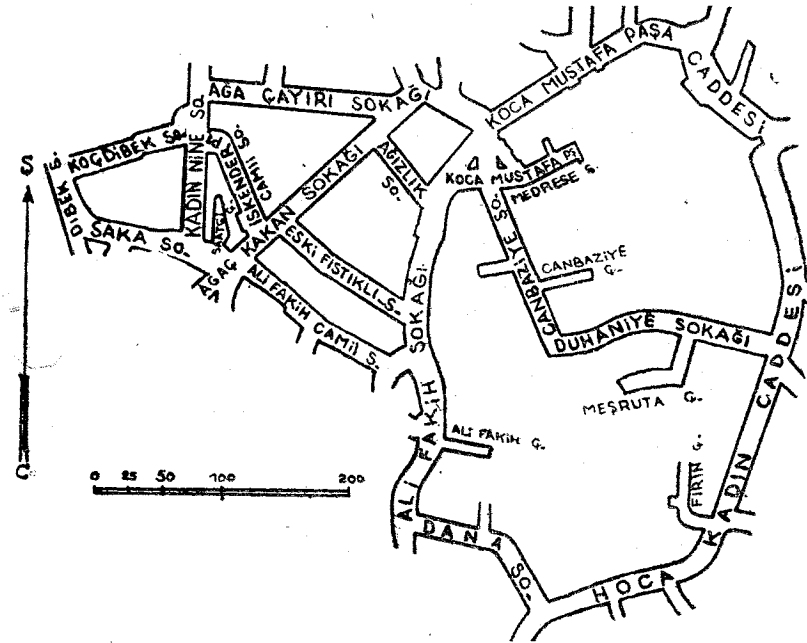 KOCA MUSTAFA PAŞA CADDESİ
AĞA ÇAYIRI SOKAĞI
KOÇDİBEK SO.
DİBEK S.
KADIN NİNE SO.
İSKENDER PŞ.
CAMİİ SO.
KAKAN SOKAĞI
AĞIZLIK
SO.
KOCA MUSTAFA PŞ
MEDRESE Ç.
SAKA SO.
AĞAÇ
ESKİ FISTIKLI S.
ALİ FAKİH CAMİİ S.
CANBAZİYE SO.
CANBAZİYE
Ç.
DUHANİYE SOKAĞI
MEŞRUTA Ç.
ALİ FAKİH SOKAĞI
ALİ FAKİH Ç.
FIRIN Ç.
HOCA KADIN CADDESİ
DANA SO.
Ş
C
0 25 50 100 200